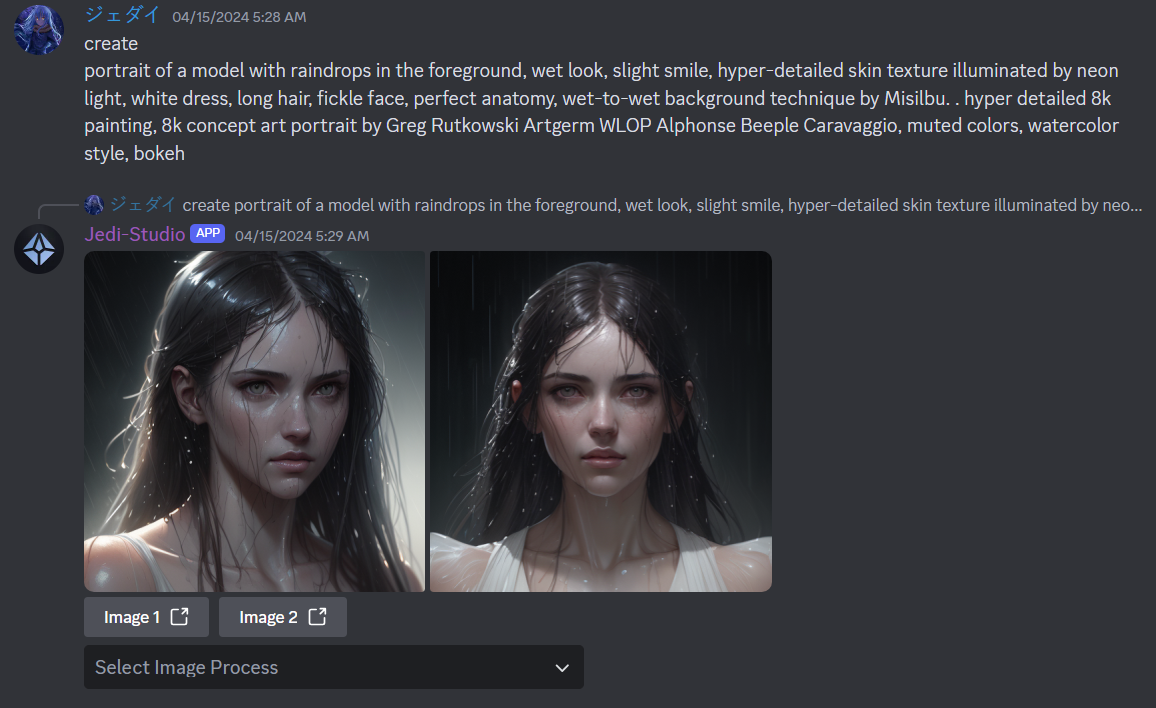 ジェダイ 04/15/2024 5:28 AM
create
portrait of a model with raindrops in the foreground, wet look, slight smile, hyper-detailed skin texture illuminated by neon
light, white dress, long hair, fickle face, perfect anatomy, wet-to-wet background technique by Misilbu. . hyper detailed 8k
painting, 8k concept art portrait by Greg Rutkowski Artgerm WLOP Alphonse Beeple Caravaggio, muted colors, watercolor
style, bokeh
ジェダイ create portrait of a model with raindrops in the foreground, wet look, slight smile, hyper-detailed skin texture illuminated by neo...
Jedi-Studio APP 04/15/2024 5:29 AM
Image 1 Image 2
Select Image Process